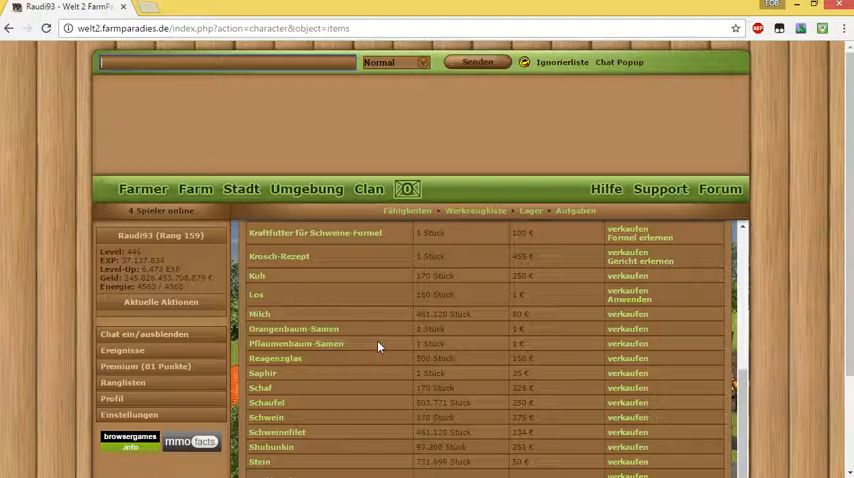 Raudi93 - Welt 2 FarmPar
EOB
welt2.farmparadies.de/index.php?action=character&object=items
ABP
Normal
Senden
Ignorierliste Chat Popup
Farmer Farm Stadt Umgebung Clan 0 Hilfe Support Forum
4 Spieler online
Fähigkeiten • Werkzeugkiste • Lager • Aufgaben
Raudi93 (Rang 159)
Level: 446
EXP: 37.137.834
Level-Up: 6.473 EXP
Geld: 245.826.455.708.879 €
Energie: 4560 / 4560
Aktuelle Aktionen
Chat ein/ausblenden
Ereignisse
Premium (81 Punkte)
Ranglisten
Profil
Einstellungen
browsergames
.info
mmo facts
Kraftfutter für Schweine-Formel 1 Stück 100 € verkaufen
Formel erlernen
Krosch-Rezept 1 Stück 455 € verkaufen
Gericht erlernen
Kuh 170 Stück 250 € verkaufen
Los 160 Stück 1 € verkaufen
Anwenden
Milch 461.120 Stück 80 € verkaufen
Orangenbaum-Samen 1 Stück 1 € verkaufen
Pflaumenbaum-Samen 1 Stück 1 € verkaufen
Reagenzglas 500 Stück 150 € verkaufen
Saphir 1 Stück 35 € verkaufen
Schaf 170 Stück 325 € verkaufen
Schaufel 803.771 Stück 250 € verkaufen
Schwein 170 Stück 375 € verkaufen
Schweinefilet 461.120 Stück 134 € verkaufen
Shubunkin 97.200 Stück 251 € verkaufen
Stein 731.699 Stück 50 € verkaufen